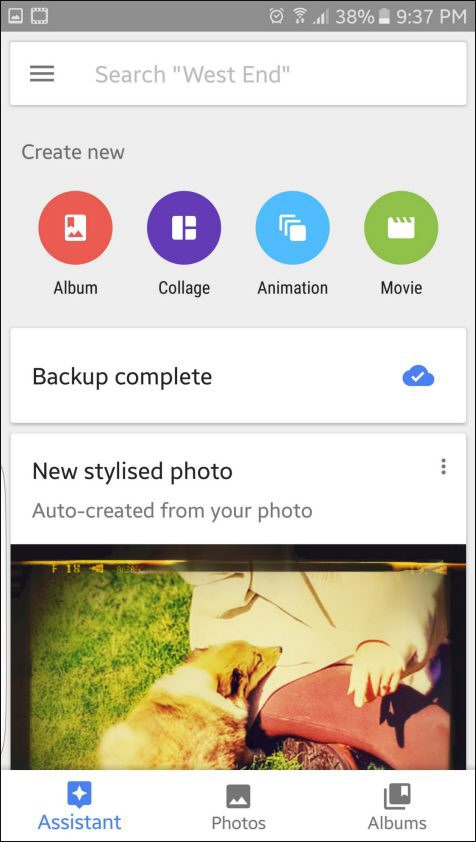 38% 9:37 PM
Search "West End"
Create new
Album Collage Animation Movie
Backup complete
New stylised photo
Auto-created from your photo
F 18
Assistant Photos Albums